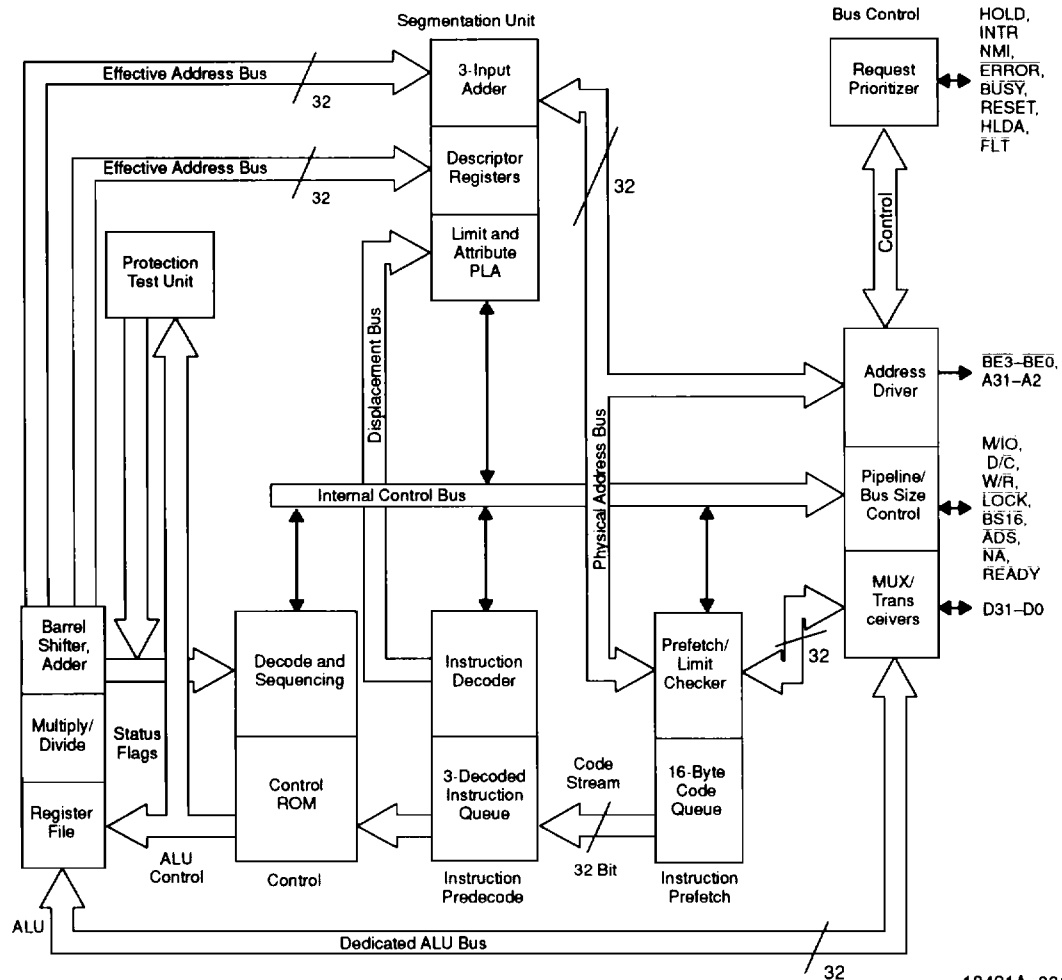 Segmentation Unit
Bus Control
HOLD,
INTR
NMI,
ERROR,
BUSY,
RESET,
HLDA,
FLT
3-Input
Adder
Request
Prioritizer
Effective Address Bus
32
32
Descriptor
Registers
Effective Address Bus
32
Control
Limit and
Attribute
PLA
Protection
Test Unit
Displacement Bus
Physical Address Bus
Address
Driver
BE3–BE0,
A31–A2
Internal Control Bus
Pipeline/
Bus Size
Control
M/IO,
D/C,
W/R,
LOCK,
BS16,
ADS,
NA,
READY
MUX/
Trans
ceivers
D31–D0
32
Barrel
Shifter,
Adder
Decode and
Sequencing
Instruction
Decoder
Prefetch/
Limit
Checker
Multiply/
Divide
Status
Flags
Register
File
Control
ROM
3-Decoded
Instruction
Queue
Code
Stream
16-Byte
Code
Queue
32 Bit
ALU
Control
Control
Instruction
Predecode
Instruction
Prefetch
ALU
Dedicated ALU Bus
32